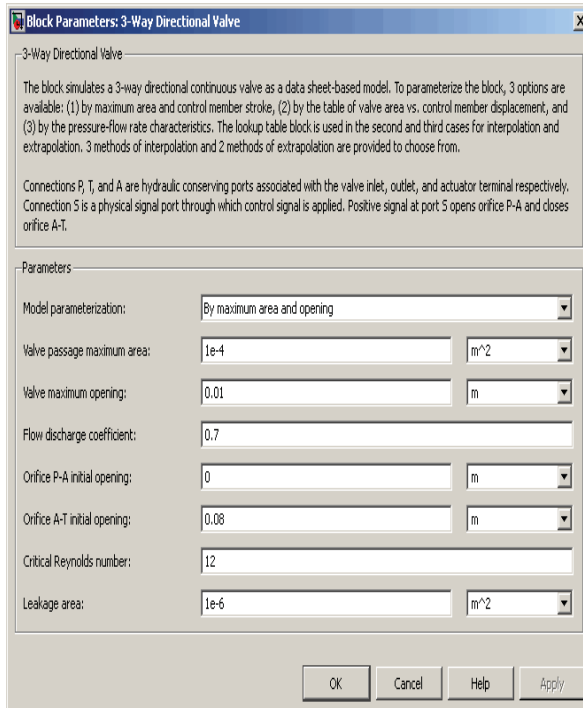 Block Parameters: 3-Way Directional Valve
3-Way Directional Valve
The block simulates a 3-way directional continuous valve as a data sheet-based model. To parameterize the block, 3 options are
available: (1) by maximum area and control member stroke, (2) by the table of valve area vs. control member displacement, and
(3) by the pressure-flow rate characteristics. The lookup table block is used in the second and third cases for interpolation and
extrapolation. 3 methods of interpolation and 2 methods of extrapolation are provided to choose from.
Connections P, T, and A are hydraulic conserving ports associated with the valve inlet, outlet, and actuator terminal respectively.
Connection S is a physical signal port through which control signal is applied. Positive signal at port S opens orifice P-A and closes
orifice A-T.
Parameters
Model parameterization: By maximum area and opening
Valve passage maximum area: 1e-4 m^2
Valve maximum opening: 0.01 m
Flow discharge coefficient: 0.7
Orifice P-A initial opening: 0 m
Orifice A-T initial opening: 0.08 m
Critical Reynolds number: 12
Leakage area: 1e-6 m^2
OK Cancel Help Apply